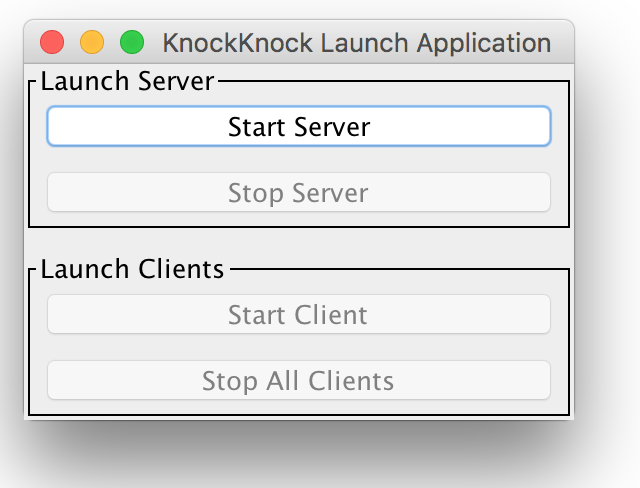 KnockKnock Launch Application
Launch Server
Start Server
Stop Server
Launch Clients
Start Client
Stop All Clients